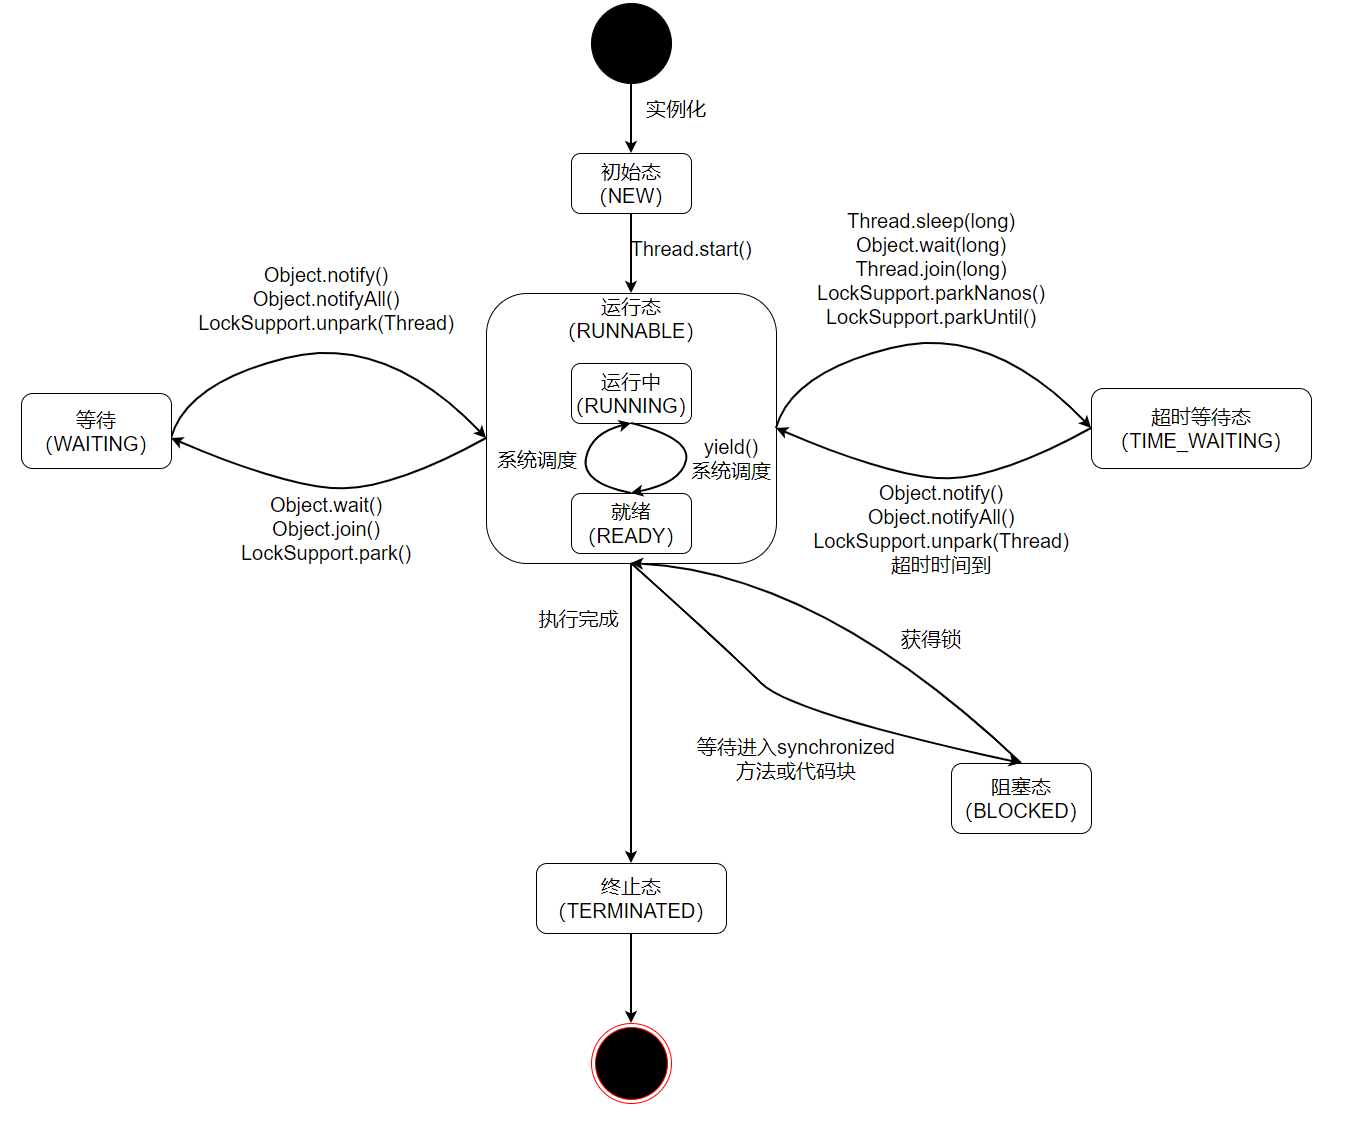 实例化
初始态
（NEW）
Thread.start()
Thread.sleep(long)
Object.wait(long)
Thread.join(long)
LockSupport.parkNanos()
LockSupport.parkUntil()
Object.notify()
Object.notifyAll()
LockSupport.unpark(Thread)
运行态
(RUNNABLE)
运行中
(RUNNING)
系统调度
yield()
系统调度
就绪
(READY)
等待
（WAITING）
超时等待态
(TIME_WAITING)
Object.wait()
Object.join()
LockSupport.park()
Object.notify()
Object.notifyAll()
LockSupport.unpark(Thread)
超时时间到
执行完成
获得锁
等待进入synchronized
方法或代码块
阻塞态
（BLOCKED）
终止态
（TERMINATED）